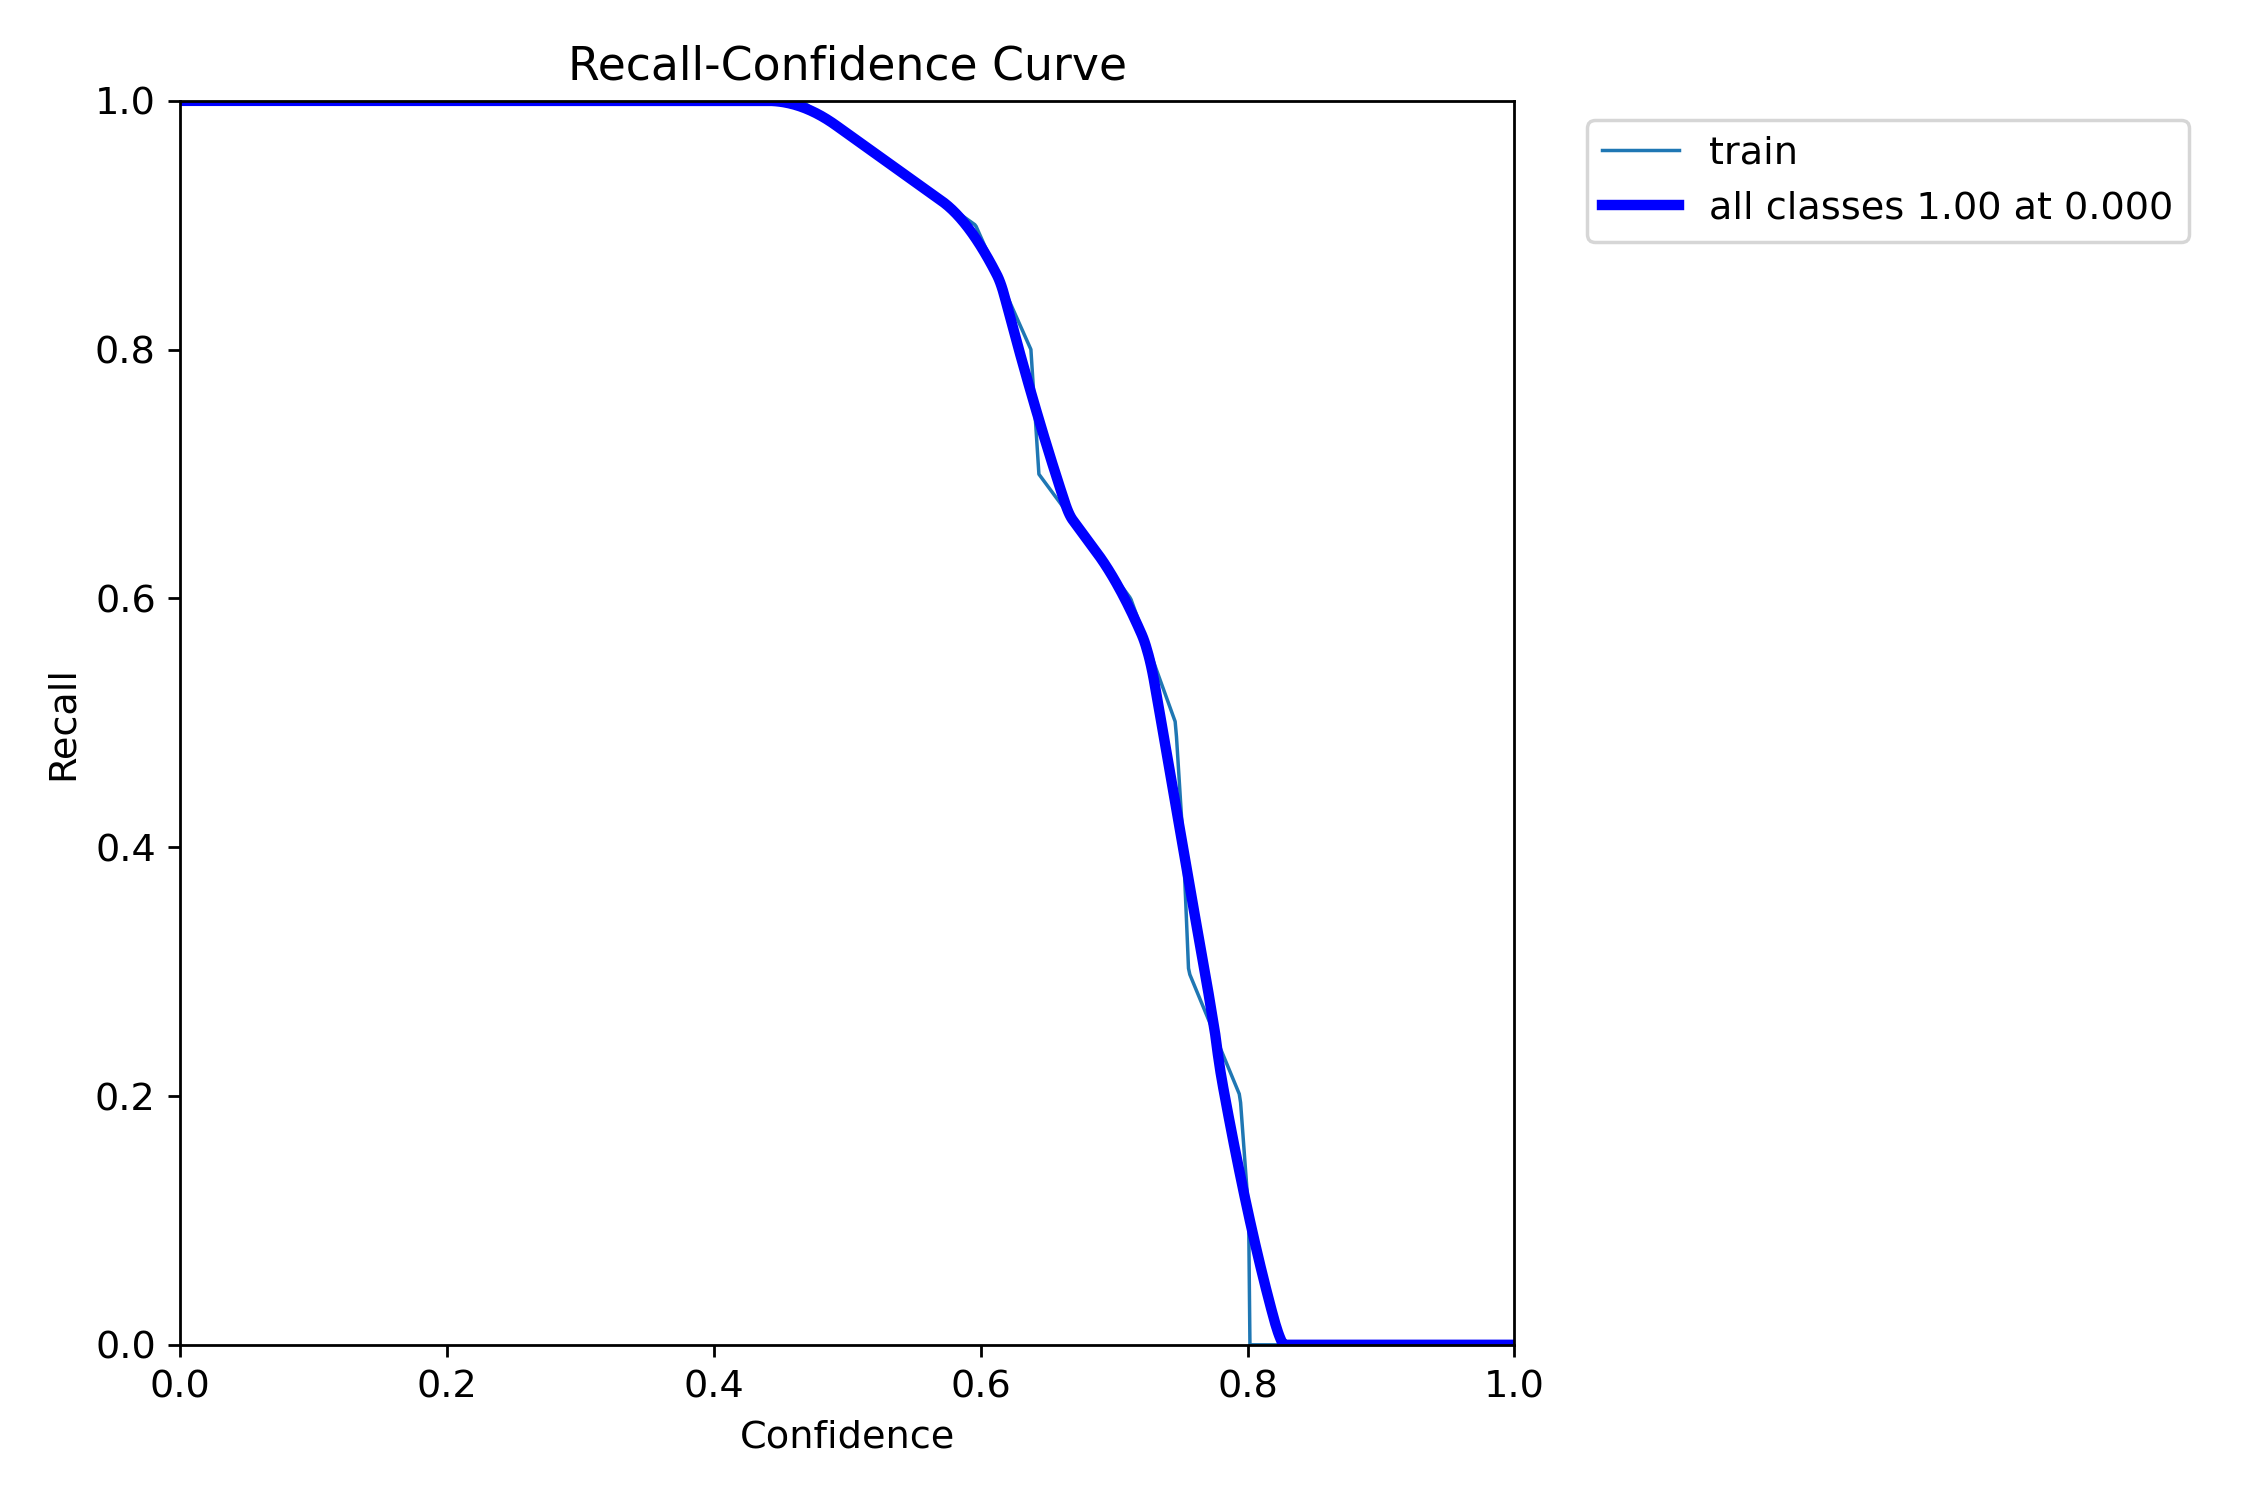 Recall-Confidence Curve
1.0
0.8
0.6
0.4
0.2
0.0
Recall
0.0 0.2 0.4 0.6 0.8 1.0
Confidence
train
all classes 1.00 at 0.000